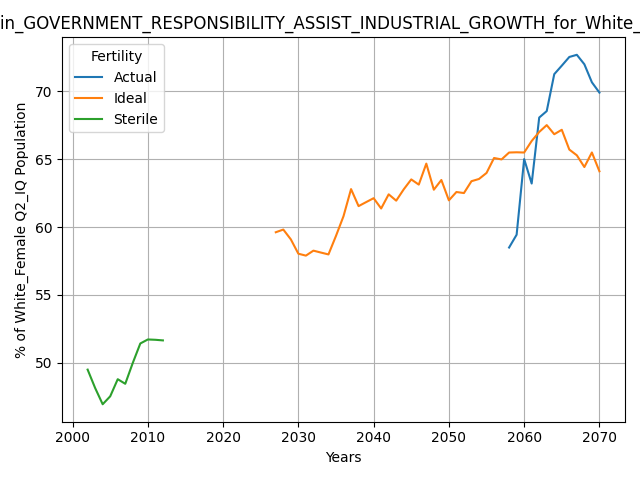 in_GOVERNMENT_RESPONSIBILITY_ASSIST_INDUSTRIAL_GROWTH_for_White_
Fertility
Actual
Ideal
Sterile
% of White_Female Q2_IQ Population
70
65
60
55
50
2000 2010 2020 2030 2040 2050 2060 2070
Years